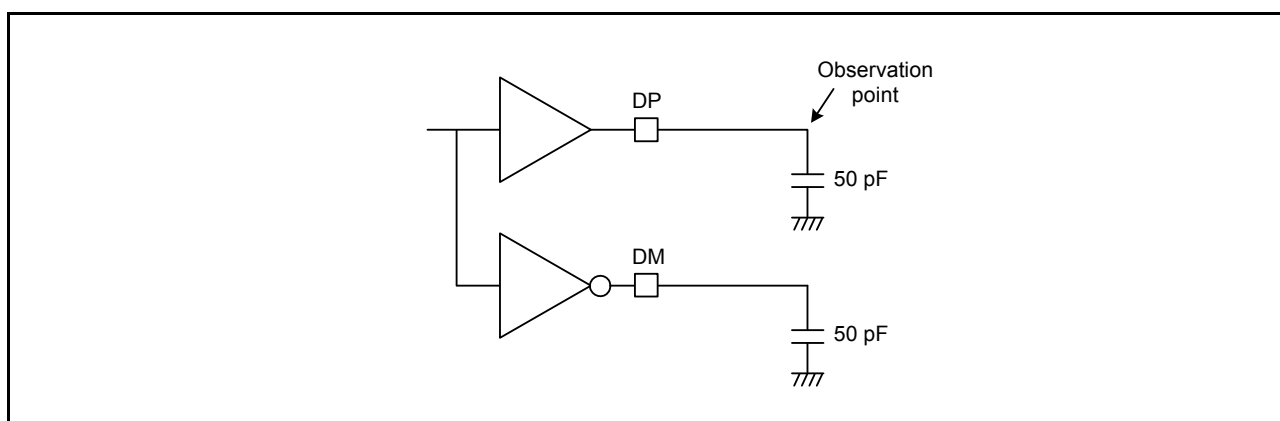 Observation
point
DP
50 pF
DM
50 pF